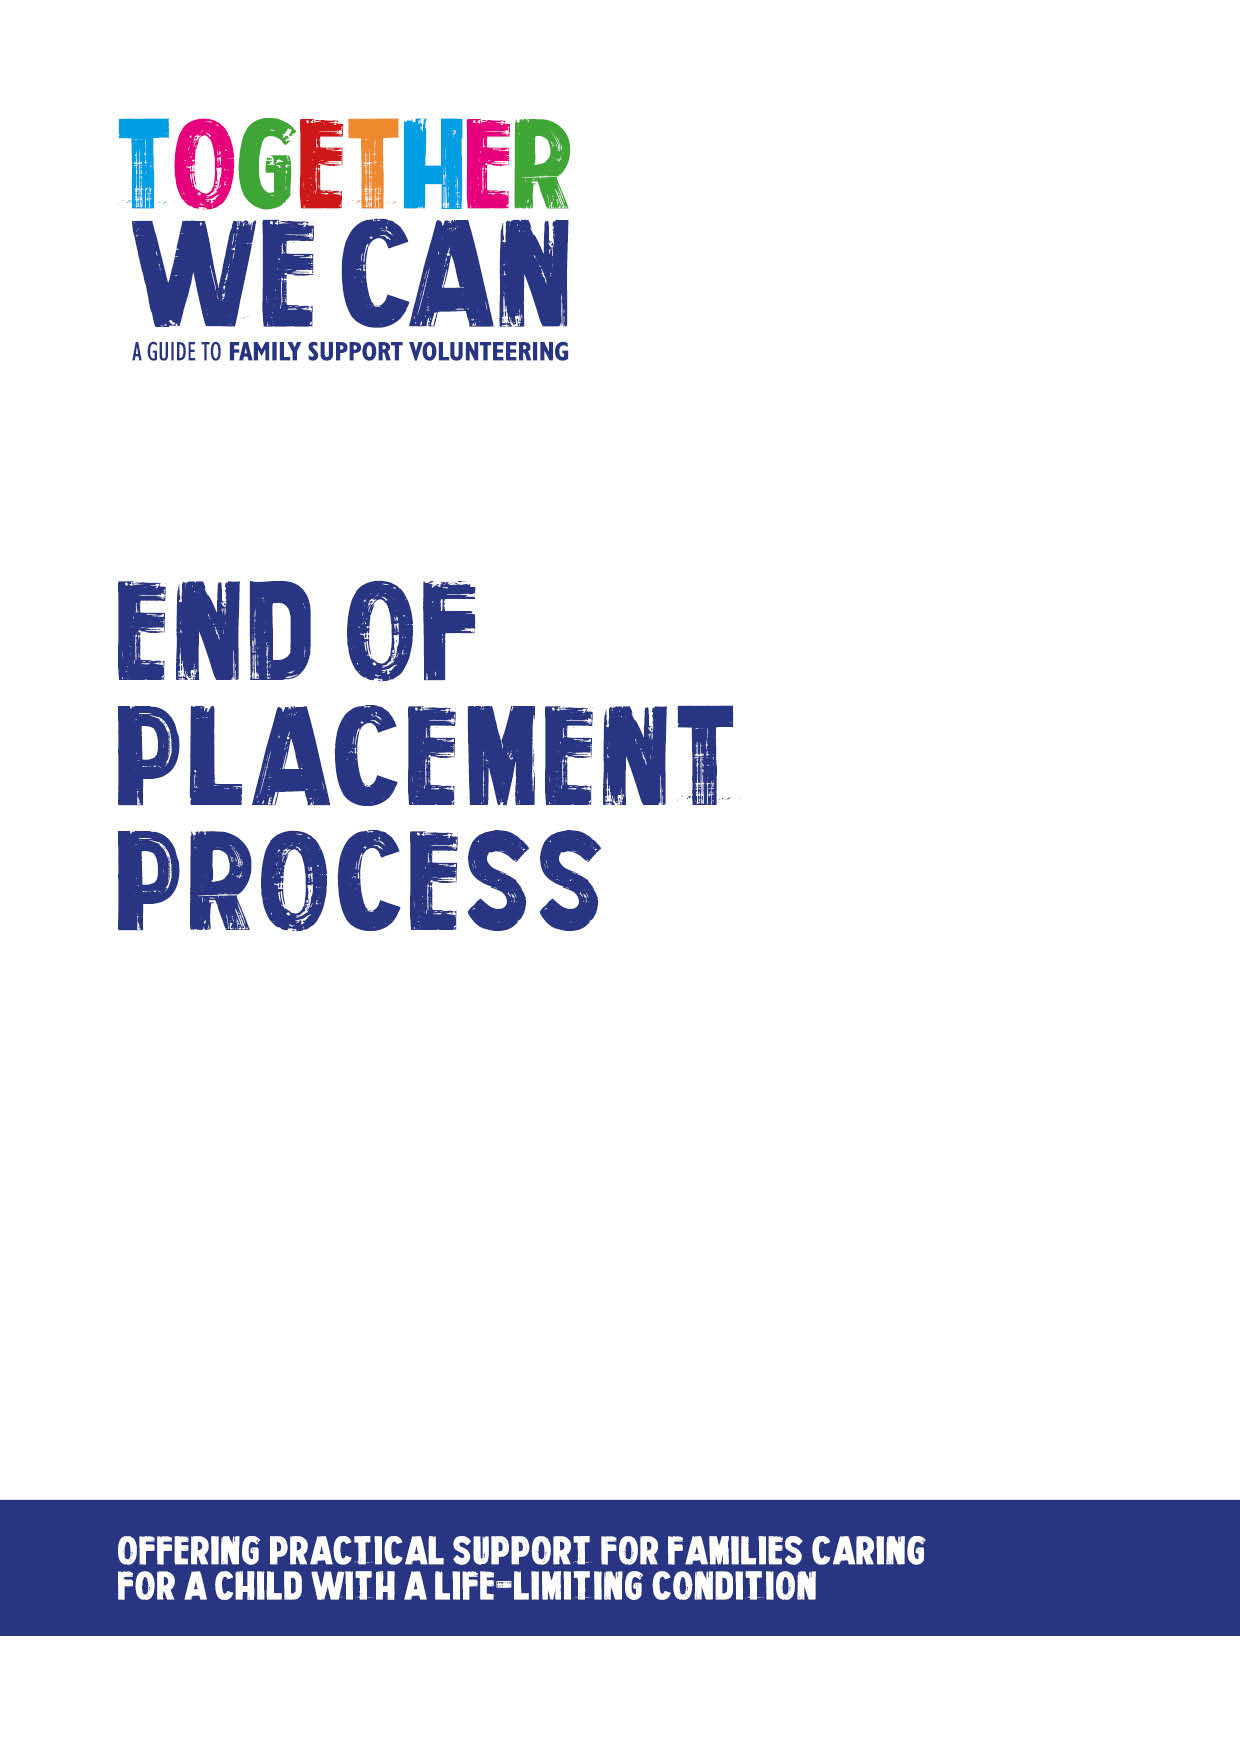 TOGETHER
WE CAN
A GUIDE TO FAMILY SUPPORT VOLUNTEERING
END OF
PLACEMENT
PROCESS
OFFERING PRACTICAL SUPPORT FOR FAMILIES CARING
FOR A CHILD WITH A LIFE-LIMITING CONDITION